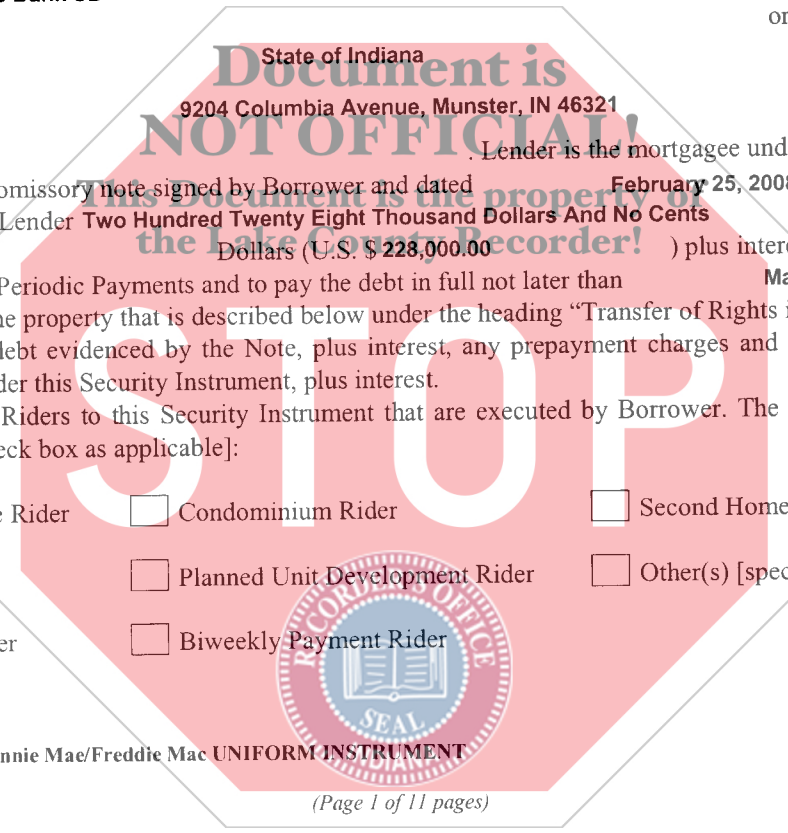 State of Indiana
Document is
9204 Columbia Avenue, Munster, IN 46321
NOT OFFICIAL!
. Lender is the mortgagee und
omissory note signed by Borrower and dated February 25, 2008
This Document is the property of
Lender Two Hundred Twenty Eight Thousand Dollars And No Cents
the Lake County Recorder!
Dollars (U.S. $ 228,000.00 ) plus inter
Periodic Payments and to pay the debt in full not later than Ma
ne property that is described below under the heading “Transfer of Rights i
debt evidenced by the Note, plus interest, any prepayment charges and
der this Security Instrument, plus interest.
Riders to this Security Instrument that are executed by Borrower. The
eck box as applicable]:
STOP
e Rider Condominium Rider Second Home
Planned Unit Development Rider Other(s) [spec
er Biweekly Payment Rider
RECORDER'S OFFICE
SEAL
INDIANA
nnie Mae/Freddie Mac UNIFORM INSTRUMENT
(Page 1 of 11 pages)